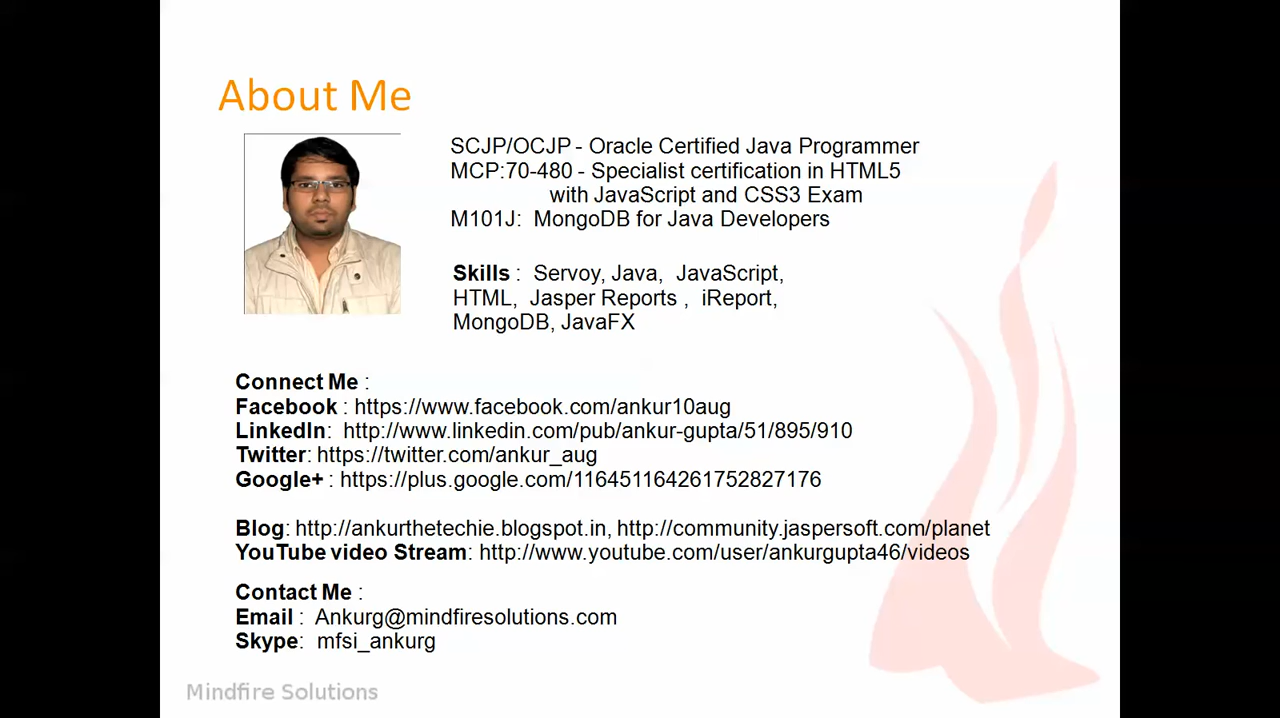 About Me
SCJP/OCJP - Oracle Certified Java Programmer
MCP:70-480 - Specialist certification in HTML5
with JavaScript and CSS3 Exam
M101J:  MongoDB for Java Developers
Skills :  Servoy, Java,  JavaScript,
HTML,  Jasper Reports ,  iReport,
MongoDB, JavaFX
Connect Me :
Facebook : https://www.facebook.com/ankur10aug
LinkedIn:  http://www.linkedin.com/pub/ankur-gupta/51/895/910
Twitter: https://twitter.com/ankur_aug
Google+ : https://plus.google.com/116451164261752827176
Blog: http://ankurthetechie.blogspot.in, http://community.jaspersoft.com/planet
YouTube video Stream: http://www.youtube.com/user/ankurgupta46/videos
Contact Me :
Email :  Ankurg@mindfiresolutions.com
Skype:  mfsi_ankurg
Mindfire Solutions